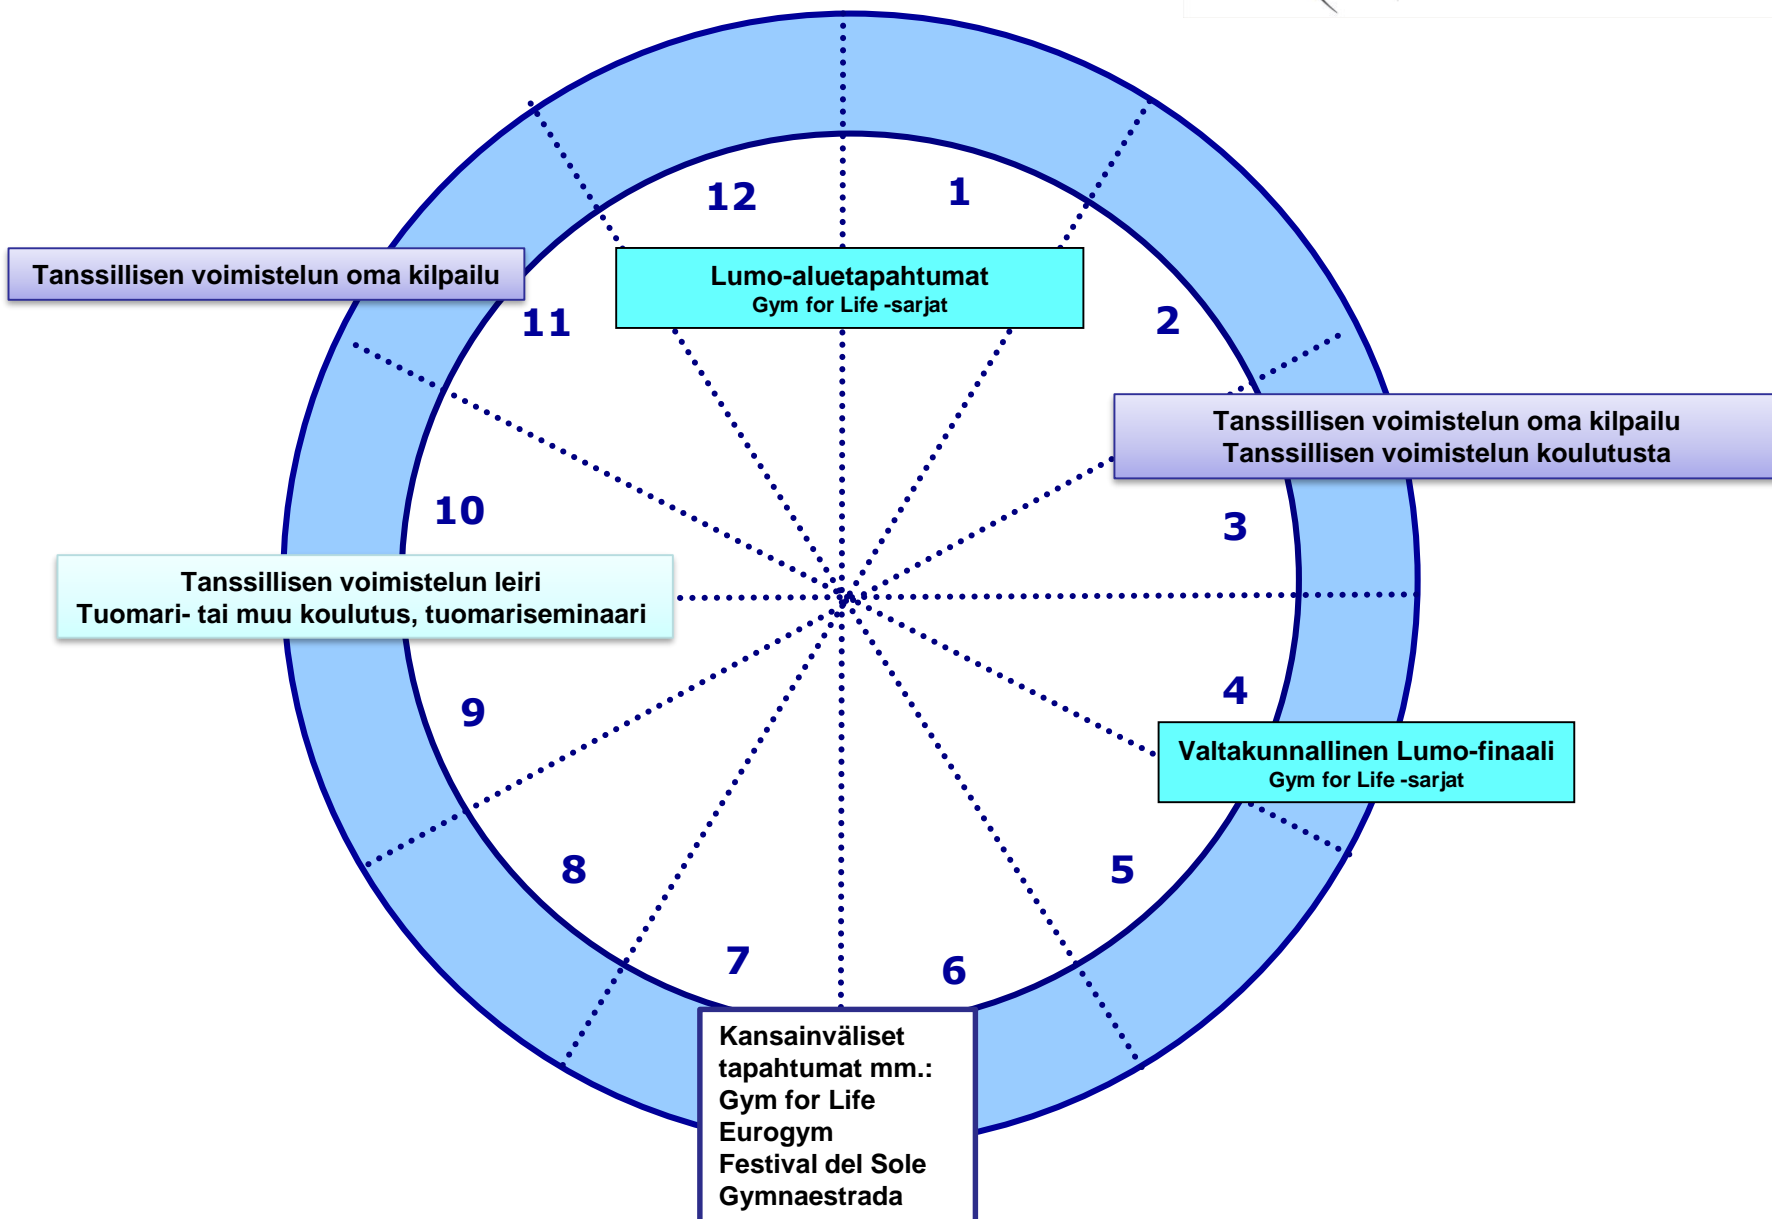 12
1
Tanssillisen voimistelun oma kilpailu
Lumo-aluetapahtumat
Gym for Life -sarjat
11
2
Tanssillisen voimistelun oma kilpailu
Tanssillisen voimistelun koulutusta
10
3
Tanssillisen voimistelun leiri
Tuomari- tai muu koulutus, tuomariseminaari
9
4
Valtakunnallinen Lumo-finaali
Gym for Life -sarjat
8
5
7
6
Kansainväliset
tapahtumat mm.:
Gym for Life
Eurogym
Festival del Sole
Gymnaestrada